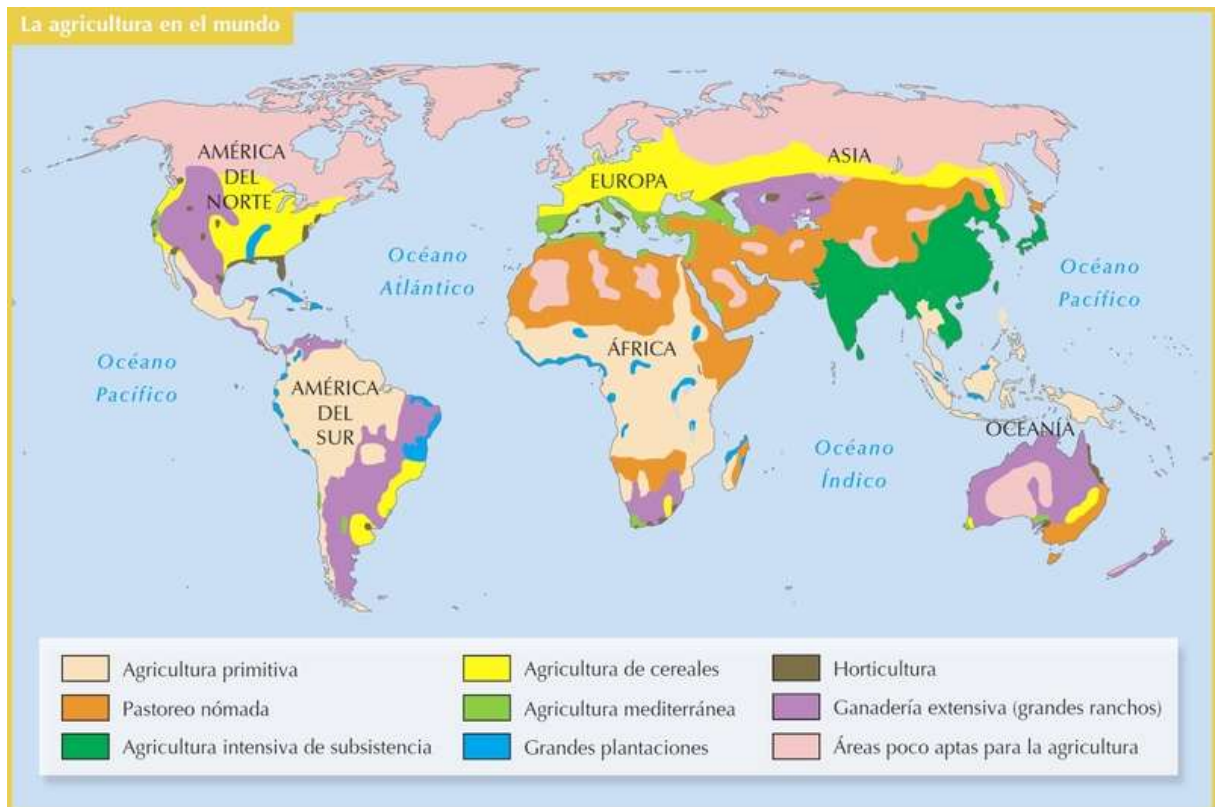 La agricultura en el mundo
AMÉRICA
DEL
NORTE
EUROPA
ASIA
Océano
Atlántico
Océano
Pacífico
Océano
Pacífico
ÁFRICA
AMÉRICA
DEL
SUR
OCEANÍA
Océano
Índico
Agricultura primitiva
Pastoreo nómada
Agricultura intensiva de subsistencia
Agricultura de cereales
Agricultura mediterránea
Grandes plantaciones
Horticultura
Ganadería extensiva (grandes ranchos)
Áreas poco aptas para la agricultura